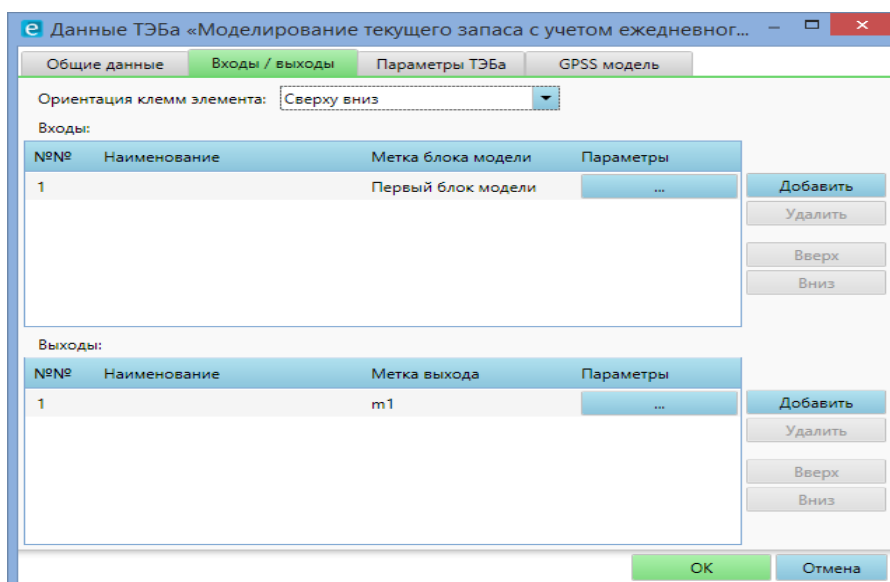 Данные ТЭБа «Моделирование текущего запаса с учетом ежедневног...
Общие данные Входы / выходы Параметры ТЭБа GPSS модель
Ориентация клемм элемента: Сверху вниз
Входы:
№№ Наименование Метка блока модели Параметры
1 Первый блок модели ...
Добавить
Удалить
Вверх
Вниз
Выходы:
№№ Наименование Метка выхода Параметры
1 m1 ...
Добавить
Удалить
Вверх
Вниз
OK Отмена